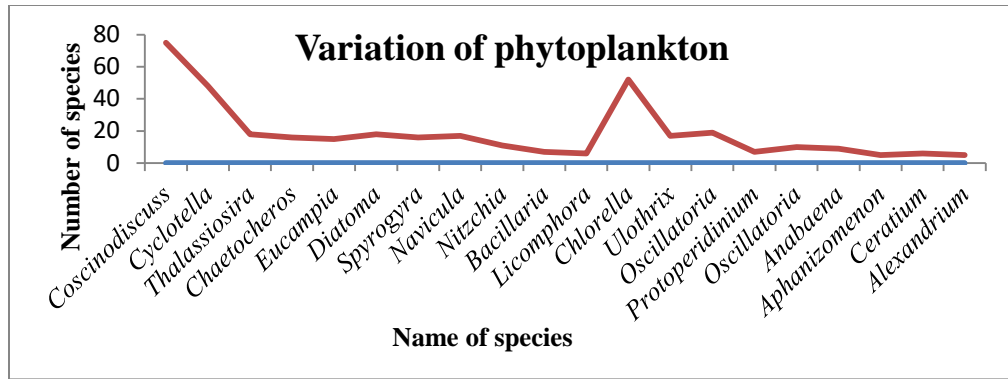 Variation of phytoplankton
Number of species
80
60
40
20
0
Coscinodiscuss
Cyclotella
Thalassiosira
Chaetocheros
Eucampia
Diatoma
Spyrogyra
Navicula
Nitzchia
Bacillaria
Licomphora
Chlorella
Ulothrix
Oscillatoria
Protoperidinium
Oscillatoria
Anabaena
Aphanizomenon
Ceratium
Alexandrium
Name of species